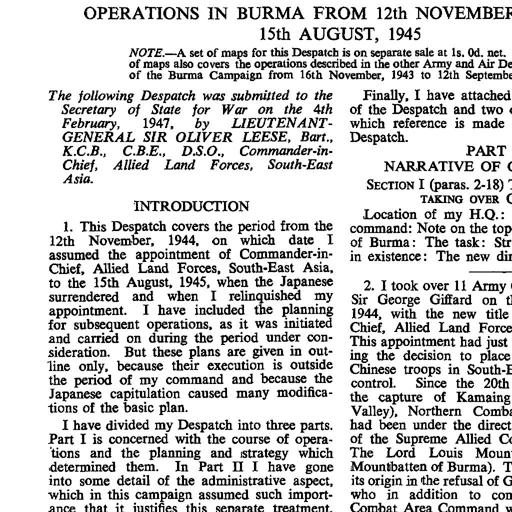 OPERATIONS IN BURMA FROM 12th NOVEMBER
15th AUGUST, 1945
NOTE.—A set of maps for this Despatch is on separate sale at 1s. 0d. net.
of maps also covers the operations described in the other Army and Air De
of the Burma Campaign from 16th November, 1943 to 12th Septembe
The following Despatch was submitted to the
Secretary of State for War on the 4th
February, 1947, by LIEUTENANT-
GENERAL SIR OLIVER LEESE, Bart.,
K.C.B., C.B.E., D.S.O., Commander-in-
Chief, Allied Land Forces, South-East
Asia.
INTRODUCTION
1. This Despatch covers the period from the
12th November, 1944, on which date I
assumed the appointment of Commander-in-
Chief, Allied Land Forces, South-East Asia,
to the 15th August, 1945, when the Japanese
surrendered and when I relinquished my
appointment. I have included the planning
for subsequent operations, as it was initiated
and carried on during the period under con-
sideration. But these plans are given in out-
line only, because their execution is outside
the period of my command and because the
Japanese capitulation caused many modifica-
tions of the basic plan.
I have divided my Despatch into three parts.
Part I is concerned with the course of opera-
tions and the planning and strategy which
determined them. In Part II I have gone
into some detail of the administrative aspect,
which in this campaign assumed such import-
ance that it justifies this separate treatment.
Finally, I have attached
of the Despatch and two
which reference is made
Despatch.
PART
NARRATIVE OF
SECTION I (paras. 2-18)
TAKING OVER
Location of my H.Q.:
command: Note on the top
of Burma: The task: Str
in existence: The new dir
2. I took over 11 Army
Sir George Giffard on th
1944, with the new title
Chief, Allied Land Force
This appointment had just
ing the decision to place
Chinese troops in South-E
control. Since the 20th
the capture of Kamaing
Valley), Northern Comba
had been under the direct
of the Supreme Allied Co
The Lord Louis Moun
Mountbatten of Burma). T
its origin in the refusal of G
who in addition to com
Combat Area Command w